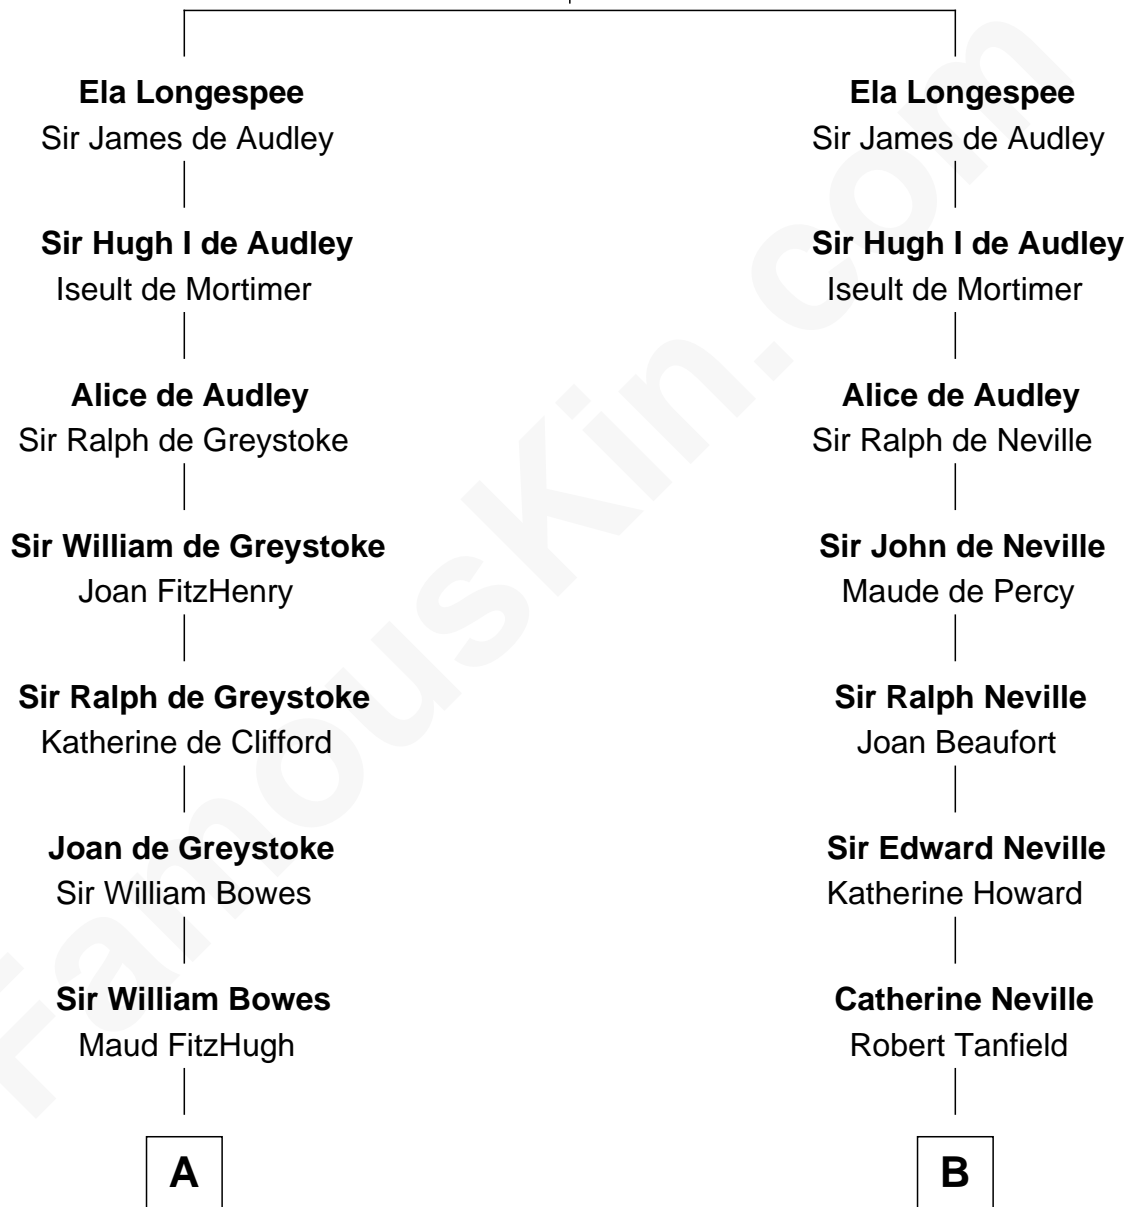 Ela Longespee
Sir James de Audley
Sir Hugh I de Audley
Iseult de Mortimer
Alice de Audley
Sir Ralph de Greystoke
Sir William de Greystoke
Joan FitzHenry
Sir Ralph de Greystoke
Katherine de Clifford
Joan de Greystoke
Sir William Bowes
Sir William Bowes
Maud FitzHugh
A
Ela Longespee
Sir James de Audley
Sir Hugh I de Audley
Iseult de Mortimer
Alice de Audley
Sir Ralph de Neville
Sir John de Neville
Maude de Percy
Sir Ralph Neville
Joan Beaufort
Sir Edward Neville
Katherine Howard
Catherine Neville
Robert Tanfield
B
FamousKin.com